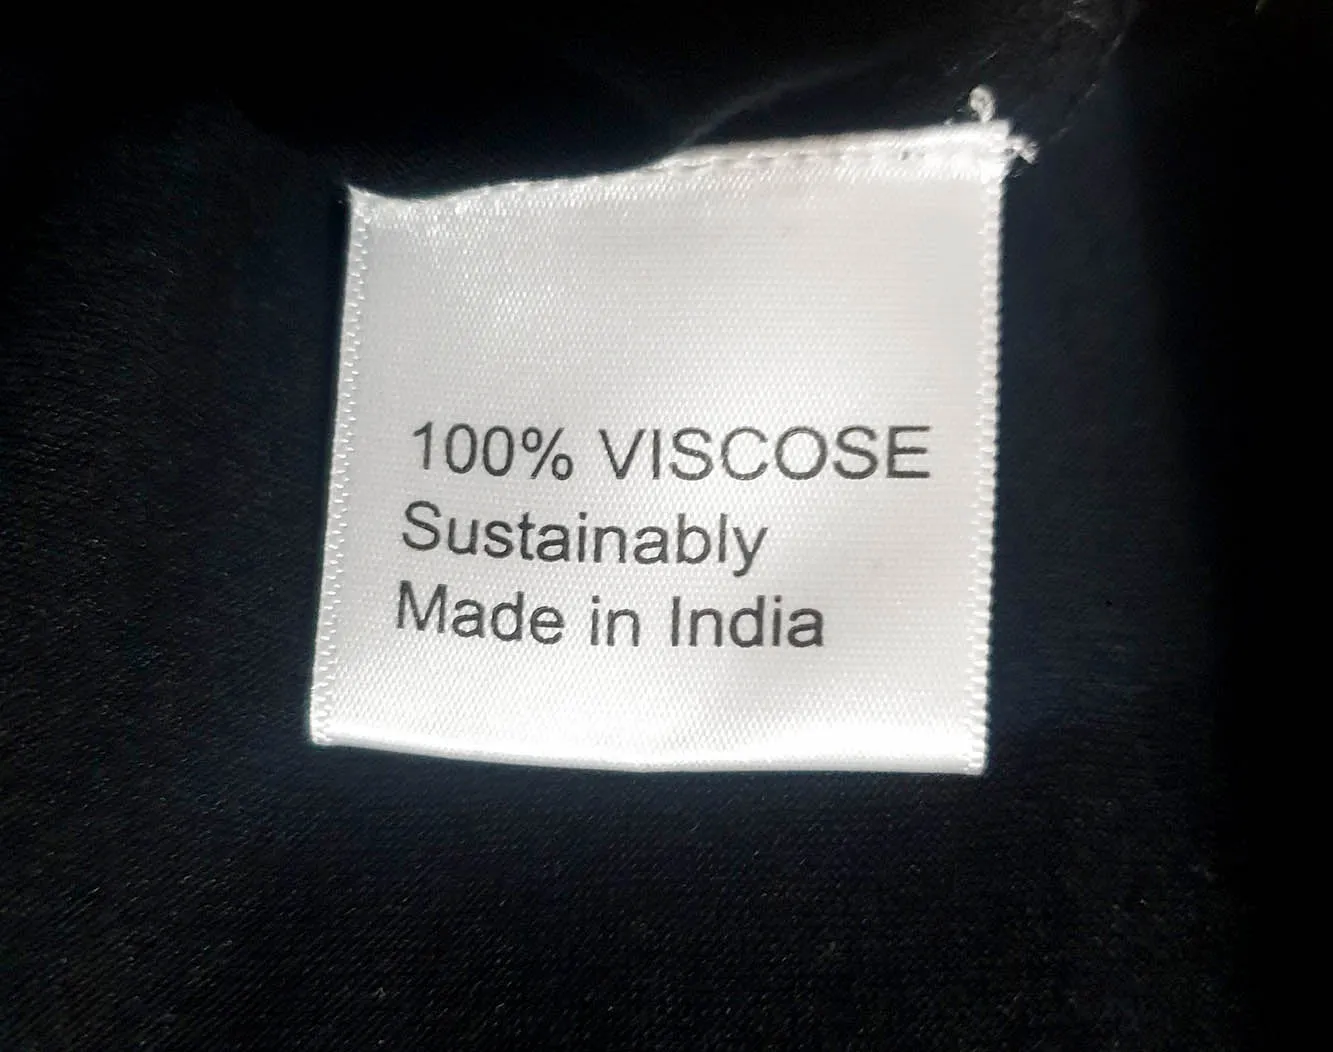 100% VISCOSE
Sustainably
Made in India